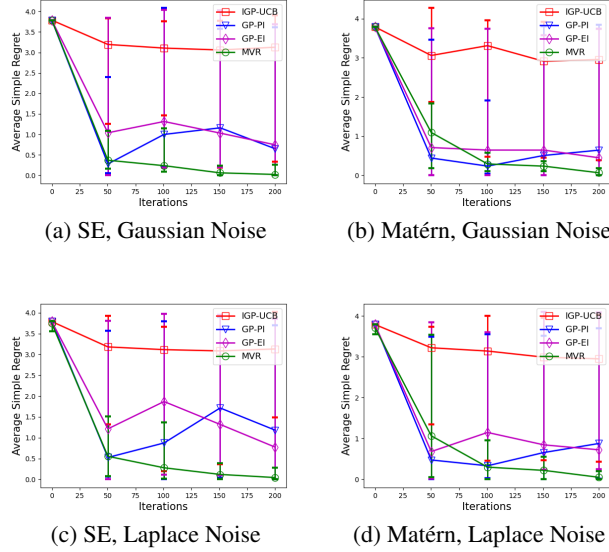 4.0
3.5
3.0
2.5
2.0
1.5
1.0
0.5
0.0
Average Simple Regret
IGP-UCB
GP-PI
GP-EI
MVR
0 25 50 75 100 125 150 175 200
Iterations
(a) SE, Gaussian Noise
4
3
2
1
0
Average Simple Regret
IGP-UCB
GP-PI
GP-EI
MVR
0 25 50 75 100 125 150 175 200
Iterations
(b) Matérn, Gaussian Noise
4.0
3.5
3.0
2.5
2.0
1.5
1.0
0.5
0.0
Average Simple Regret
IGP-UCB
GP-PI
GP-EI
MVR
0 25 50 75 100 125 150 175 200
Iterations
(c) SE, Laplace Noise
4
3
2
1
0
Average Simple Regret
IGP-UCB
GP-PI
GP-EI
MVR
0 25 50 75 100 125 150 175 200
Iterations
(d) Matérn, Laplace Noise